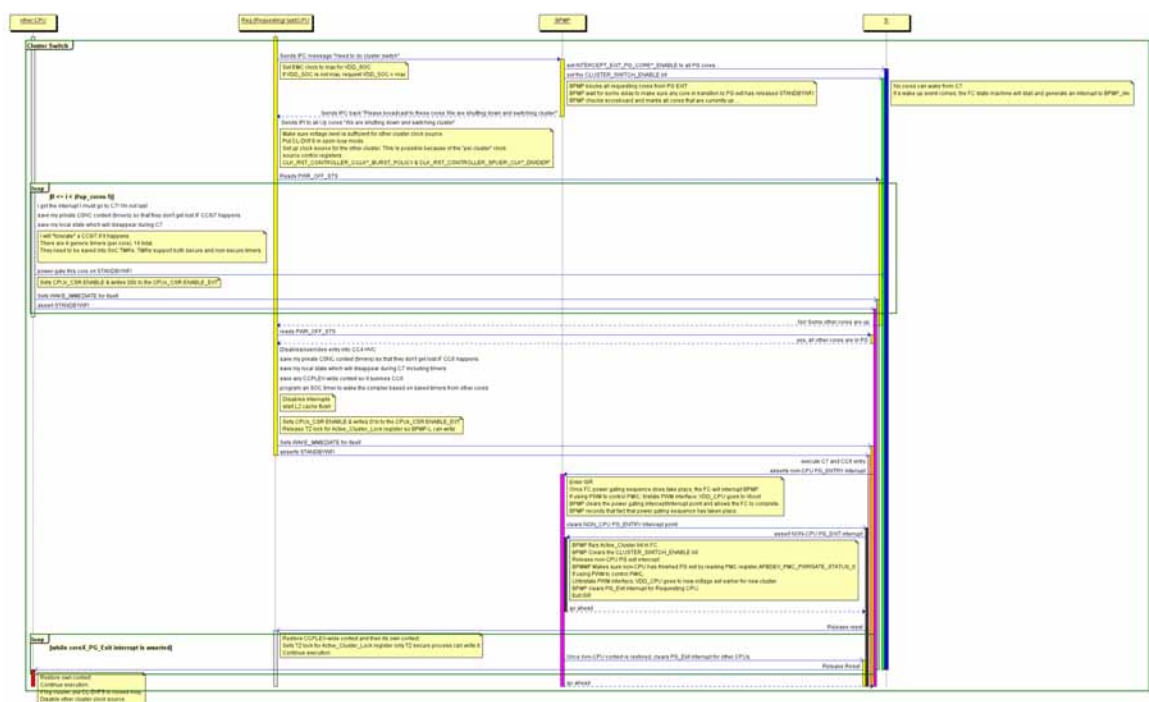 other CPU
Req (Requesting/ last)CPU
BPMP
Cluster Switch
Sends IPC message "Need to do cluster switch"
Set EMC clock to max for VDD_SOC
If VDD_SOC is not max, request VDD_SOC = max
set INTERCEPT_EXIT_PG_CORE*_ENABLE to all PG cores
set the CLUSTER_SWITCH_ENABLE bit
BPMP blocks all requesting cores from PG EXIT
BPMP wait for some delay to make sure any core in transition to PG exit has released STANDBYWFI
BPMP checks scoreboard and marks all cores that are currently up
No cores can wake from C7
If a wake up event comes, the FC state machine will stall and generate an interrupt to
Sends IPC back "Please broadcast to these cores We are shutting down and switching cluster"
Sends IPI to all Up cores "We are shutting down and switching cluster"
Make sure voltage level is sufficient for other cluster clock source.
Put CL-DVFS in open loop mode
Set up clock source for the other cluster. This is possible because of the "per cluster" clock
source control registers
CLK_RST_CONTROLLER_CCLK*_BURST_POLICY & CLK_RST_CONTROLLER_SPUER_CLK*_DIVIDER
Ready PWR_OFF_STS
loop
I got the interrupt I must go to C7! I'm not last
save my private CSNC context (timers) so that they don't get lost IF CC6/7 happens
save my local state which will disappear during C7
I will "tolerate" a CC6/7 if it happens
There are 4 generic timers (per core), 16 total.
They need to be saved into SoC TMRs. TMRs support both secure and non-secure timers
power gate this core on STANDBYWFI
Sets CPUx_CSR.ENABLE & writes to the CPUx_CSR.ENABLE_EXT
Sets WAKE_IMMEDIATE for itself
assert STANDBYWFI
No! Some other cores are up
reads PWR_OFF_STS
yes, all other cores are in PG
Disable/overrides entry into CC4
save my private CSNC context (timers) so that they don't get lost IF CC6 happens
save my local state which will disappear during C7 including timers
save any CCPLEX-wide context so it survives CC6
program an SOC timer to wake the complex based on saved timers from other cores
Disables interrupts
start L2 cache flush
Sets CPUx_CSR.ENABLE & writes to the CPUx_CSR.ENABLE_EXT
Release TZ lock for Active_Cluster_Lock register so BPMP-L can write
Sets WAKE_IMMEDIATE for itself
asserts STANDBYWFI
execute C7 and CC6 entry
asserts non-CPU PG_ENTRY interrupt
Enter ISR
Once FC power gating sequence does take place, the FC will interrupt BPMP
If using PWM to control PMIC, tristate PWM interface, VDD_CPU goes to Vboot
BPMP clears the power gating intercept/interrupt point and allows the FC to complete.
BPMP records that fact that power gating sequence has taken place.
clears NON_CPU PG_ENTRY intercept point
assert NON-CPU PG_EXIT interrupt
BPMP flips Active_Cluster bit in FC
BPMP Clears the CLUSTER_SWITCH_ENABLE bit
Release non-CPU PG exit intercept
BPMP Makes sure non-CPU has finished PG exit by reading PMC register APBDEV_PMC_PWRGATE_STATUS_0
If using PWM to control PMIC,
Untristate PWM interface, VDD_CPU goes to new voltage set earlier for new cluster
BPMP clears PG_Exit interrupt for Requesting CPU
Exit ISR
go ahead
Release reset
loop
[while coreX_PG_Exit interrupt is asserted]
Restore CCPLEX-wide context and then its own context.
Sets TZ lock for Active_Cluster_Lock register only TZ secure process can write it
Continue execution
Once non-CPU context is restored, clears PG_Exit interrupt for other CPUs
Release Reset
go ahead
Restore own context
Continue execution
If big cluster, put CL-DVFS in closed loop
Disable other cluster clock source